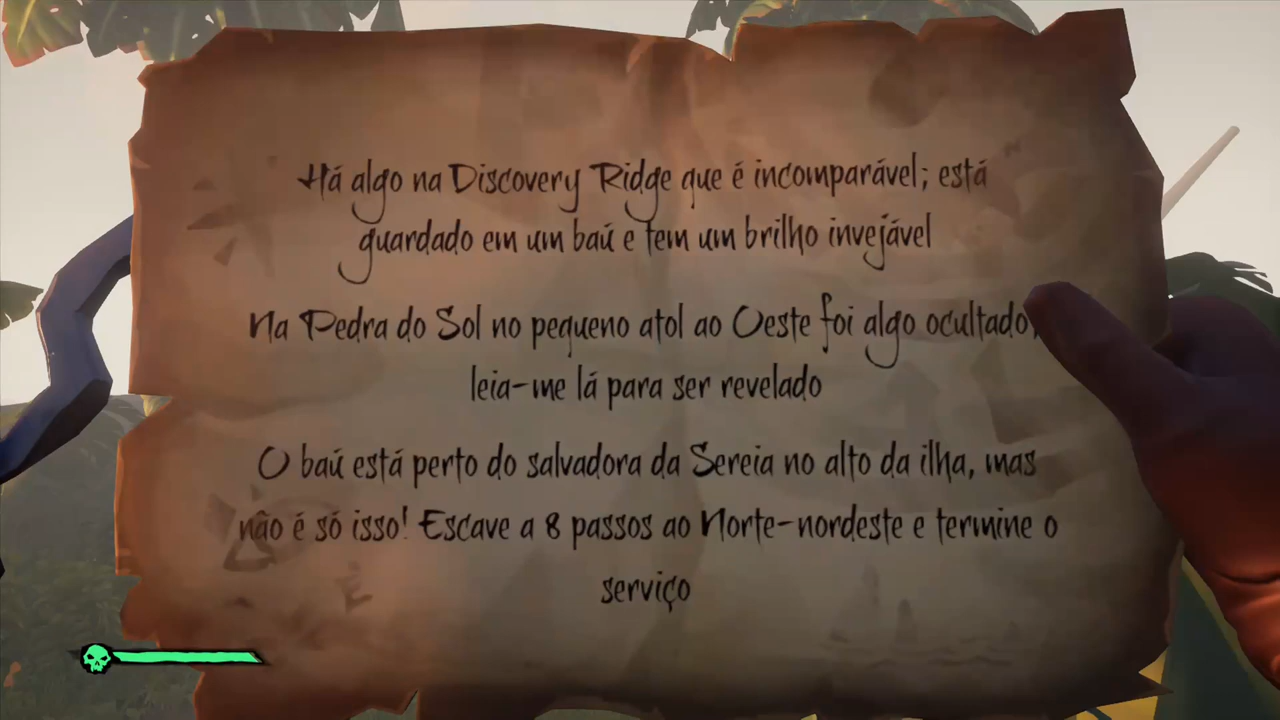 Há algo na Discovery Ridge que é incomparável; está
guardado em um baú e tem um brilho invejável
Na Pedra do Sol no pequeno atol ao Oeste foi algo ocultado,
leia-me lá para ser revelado
O baú está perto do salvadora da Sereia no alto da ilha, mas
não é só isso! Escave a 8 passos ao Norte-nordeste e termine o
serviço